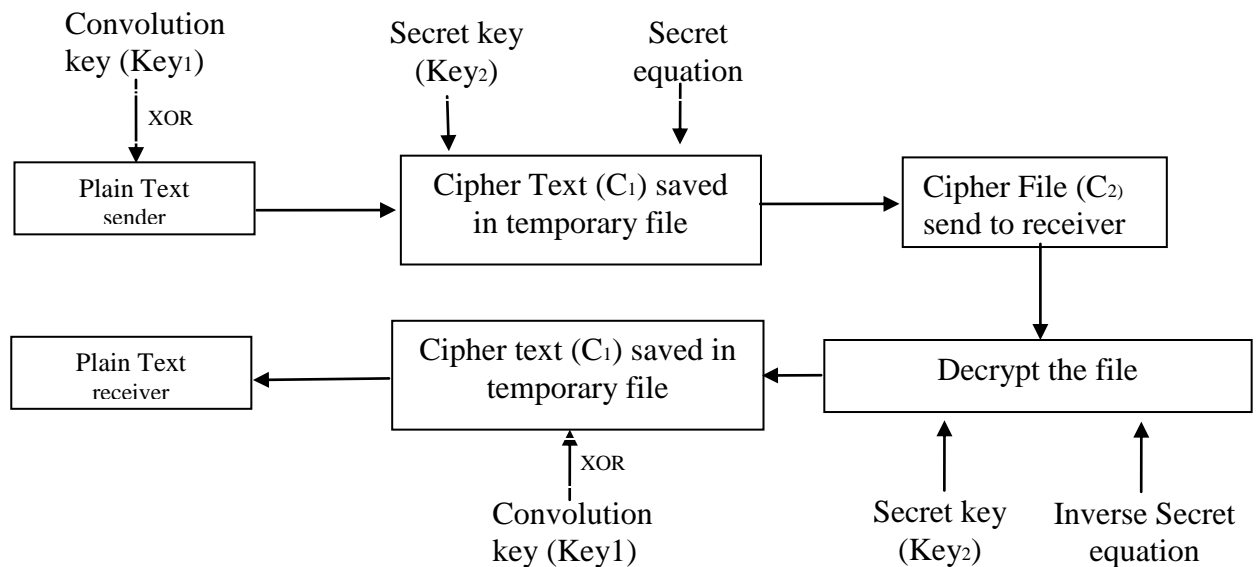 Convolution
key (Key1)
XOR
Secret key
(Key2)
Secret
equation
Plain Text
sender
Cipher Text (C1) saved
in temporary file
Cipher File (C2)
send to receiver
Plain Text
receiver
Cipher text (C1) saved in
temporary file
Decrypt the file
XOR
Convolution
key (Key1)
Secret key
(Key2)
Inverse Secret
equation